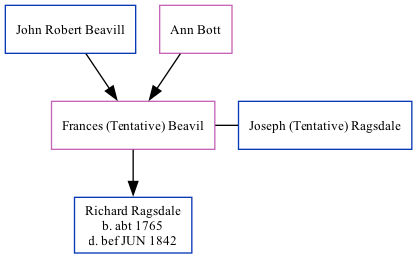 John Robert Beavill
Ann Bott
Frances (Tentative) Beavil
Joseph (Tentative) Ragsdale
Richard Ragsdale
b. abt 1765
d. bef JUN 1842